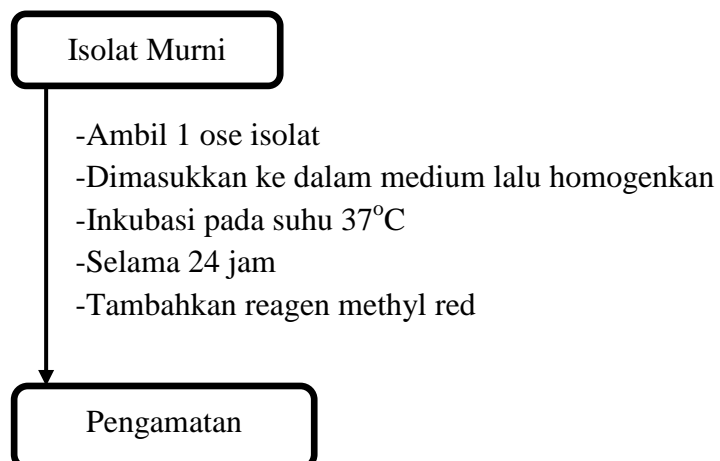 Isolat Murni
-Ambil 1 ose isolat
-Dimasukkan ke dalam medium lalu homogenkan
-Inkubasi pada suhu 37°C
-Selama 24 jam
-Tambahkan reagen methyl red
Pengamatan